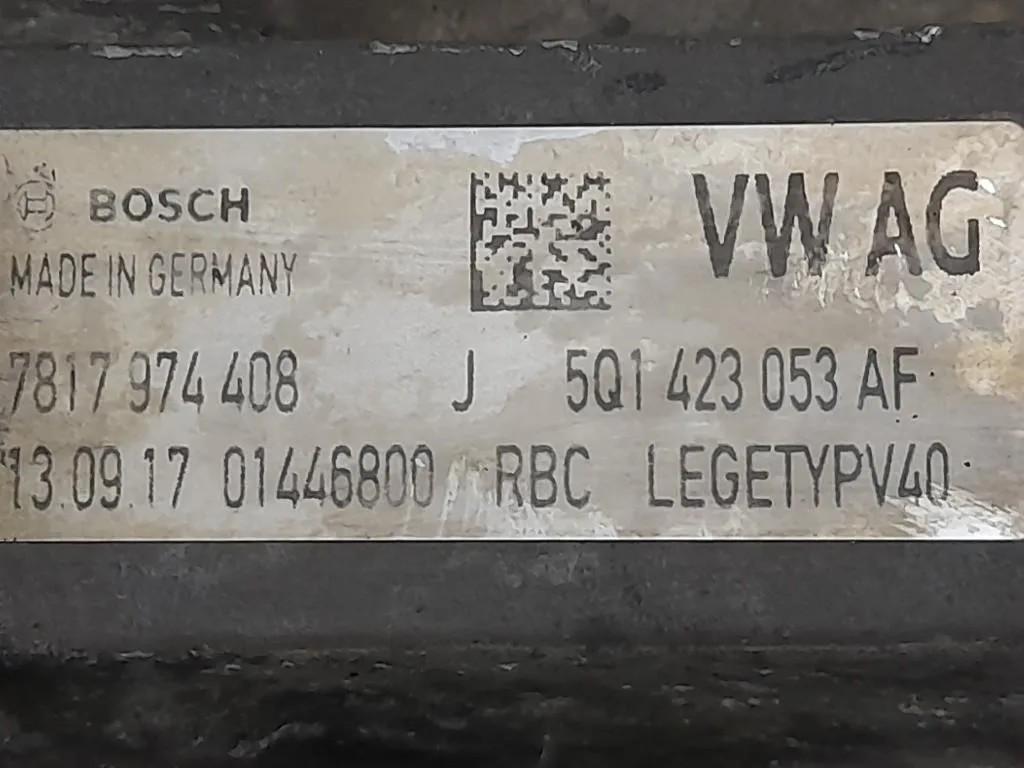 BOSCH
VW AG
MADE IN GERMANY
7817 974 408 J 5Q1 423 053 AF
13.09.17 01446800 RBC LEGETYPV40